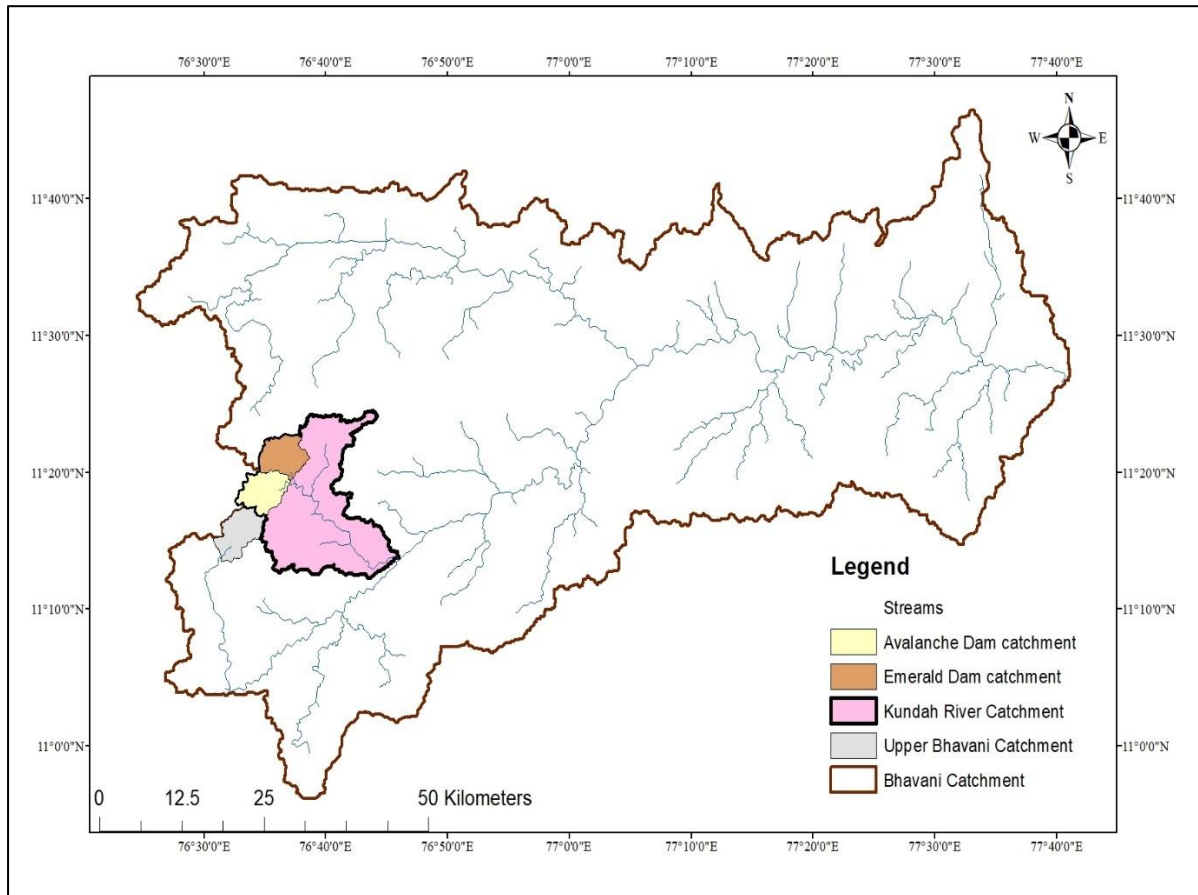 76°30'0"E 76°40'0"E 76°50'0"E 77°0'0"E 77°10'0"E 77°20'0"E 77°30'0"E 77°40'0"E
N
W E
S
11°40'0"N 11°40'0"N
11°30'0"N 11°30'0"N
11°20'0"N 11°20'0"N
11°10'0"N 11°10'0"N
11°0'0"N 11°0'0"N
Legend
Streams
Avalanche Dam catchment
Emerald Dam catchment
Kundah River Catchment
Upper Bhavani Catchment
Bhavani Catchment
0 12.5 25 50 Kilometers
76°30'0"E 76°40'0"E 76°50'0"E 77°0'0"E 77°10'0"E 77°20'0"E 77°30'0"E 77°40'0"E